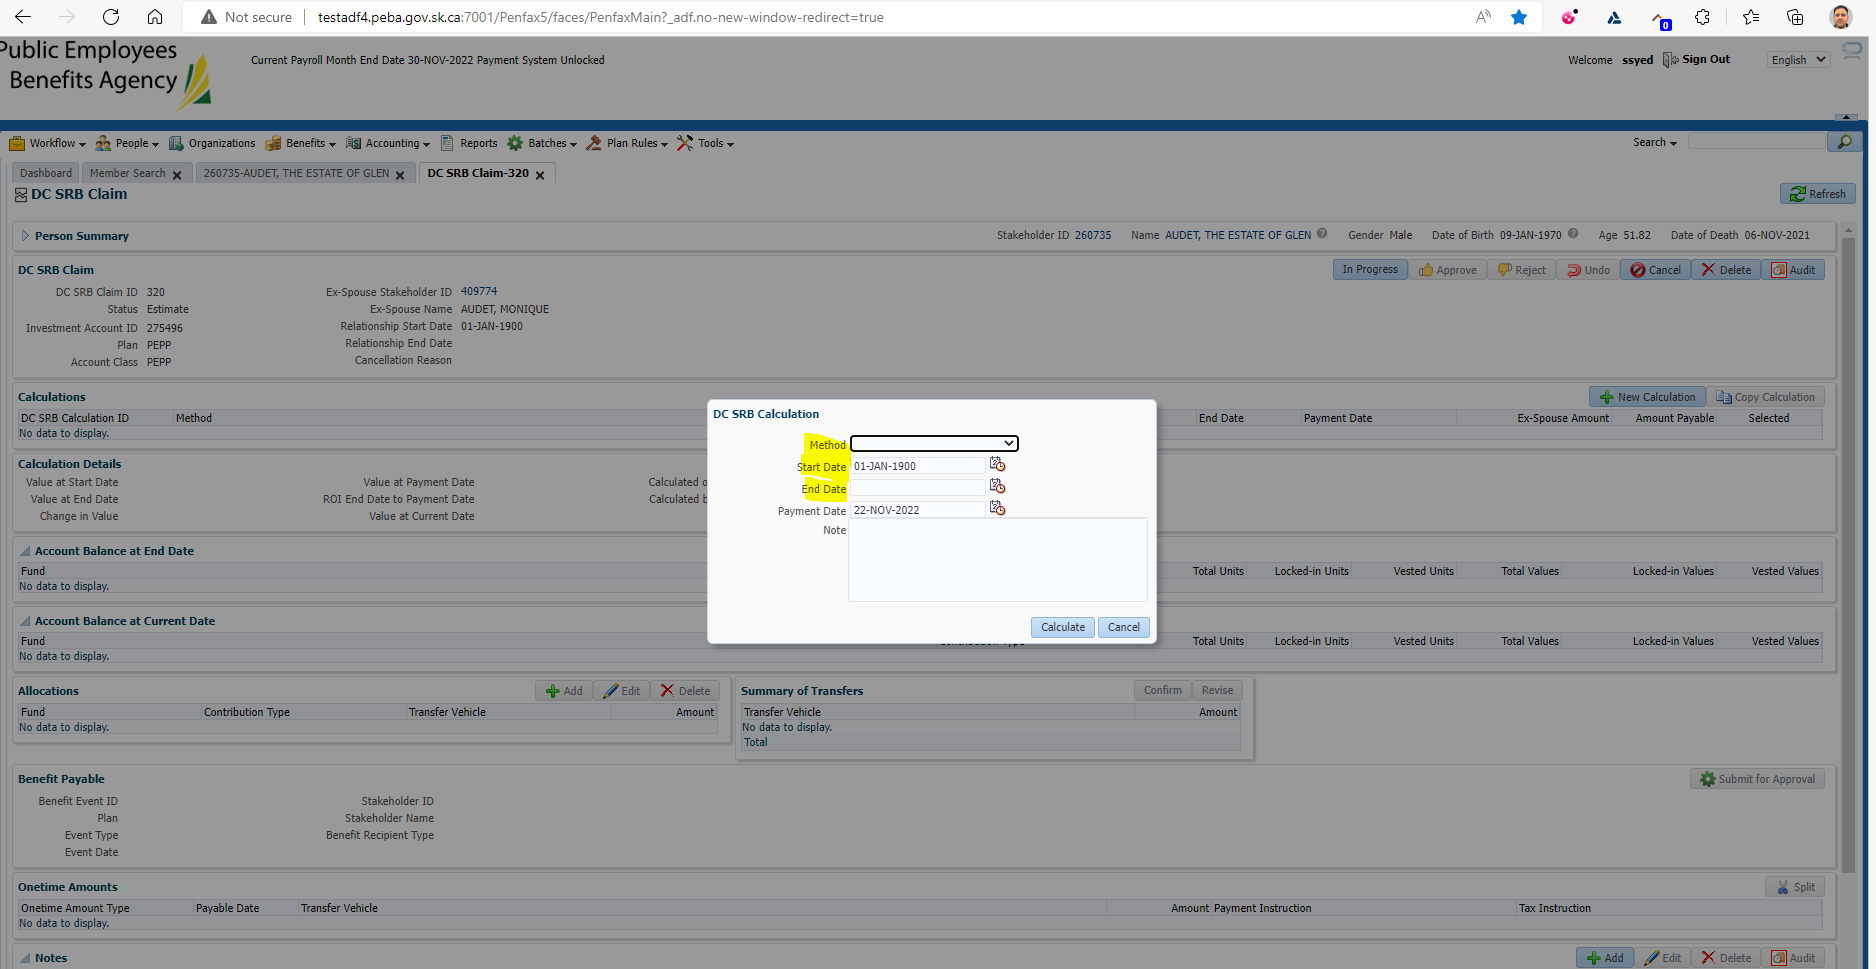 Not secure testadf4.peba.gov.sk.ca:7001/Penfax5/faces/PenfaxMain?_adf.no-new-window-redirect=true
0
Public Employees
Benefits Agency
Current Payroll Month End Date 30-NOV-2022 Payment System Unlocked
Welcome ssyed Sign Out English
Workflow People Organizations Benefits Accounting Reports Batches Plan Rules Tools Search
Dashboard Member Search 260735-AUDET, THE ESTATE OF GLEN DC SRB Claim-320
DC SRB Claim Refresh
Person Summary Stakeholder ID 260735 Name AUDET, THE ESTATE OF GLEN Gender Male Date of Birth 09-JAN-1970 Age 51.82 Date of Death 06-NOV-2021
DC SRB Claim In Progress Approve Reject Undo Cancel Delete Audit
DC SRB Claim ID 320 Ex-Spouse Stakeholder ID 409774
Status Estimate Ex-Spouse Name AUDET, MONIQUE
Investment Account ID 275496 Relationship Start Date 01-JAN-1900
Plan PEPP Relationship End Date
Account Class PEPP Cancellation Reason
Calculations New Calculation Copy Calculation
DC SRB Calculation ID Method End Date Payment Date Ex-Spouse Amount Amount Payable Selected
No data to display.
Calculation Details
Value at Start Date Value at Payment Date Calculated
Value at End Date ROI End Date to Payment Date Calculated
Change in Value Value at Current Date
DC SRB Calculation
Method
Start Date 01-JAN-1900
End Date
Payment Date 22-NOV-2022
Note
Calculate Cancel
Account Balance at End Date
Fund Total Units Locked-in Units Vested Units Total Values Locked-in Values Vested Values
No data to display.
Account Balance at Current Date
Fund Total Units Locked-in Units Vested Units Total Values Locked-in Values Vested Values
No data to display.
Allocations Add Edit Delete
Fund Contribution Type Transfer Vehicle Amount
No data to display.
Summary of Transfers Confirm Revise
Transfer Vehicle Amount
No data to display.
Total
Benefit Payable Submit for Approval
Benefit Event ID Stakeholder ID
Plan Stakeholder Name
Event Type Benefit Recipient Type
Event Date
Onetime Amounts Split
Onetime Amount Type Payable Date Transfer Vehicle Amount Payment Instruction Tax Instruction
No data to display.
Notes Add Edit Delete Audit